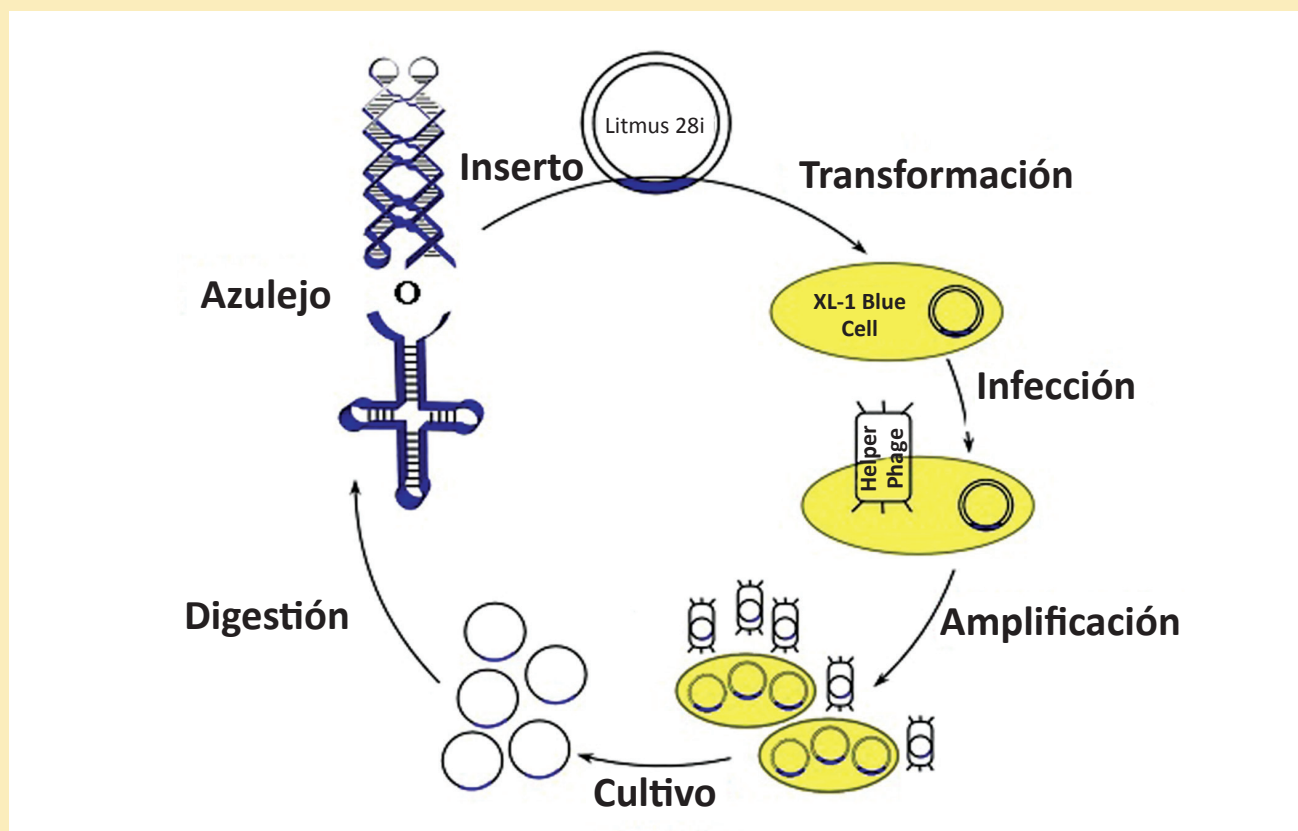 Litmus 28i
Inserto
Transformación
Azulejo
XL-1 Blue
Cell
Infección
Helper
Phage
Digestión
Amplificación
Cultivo